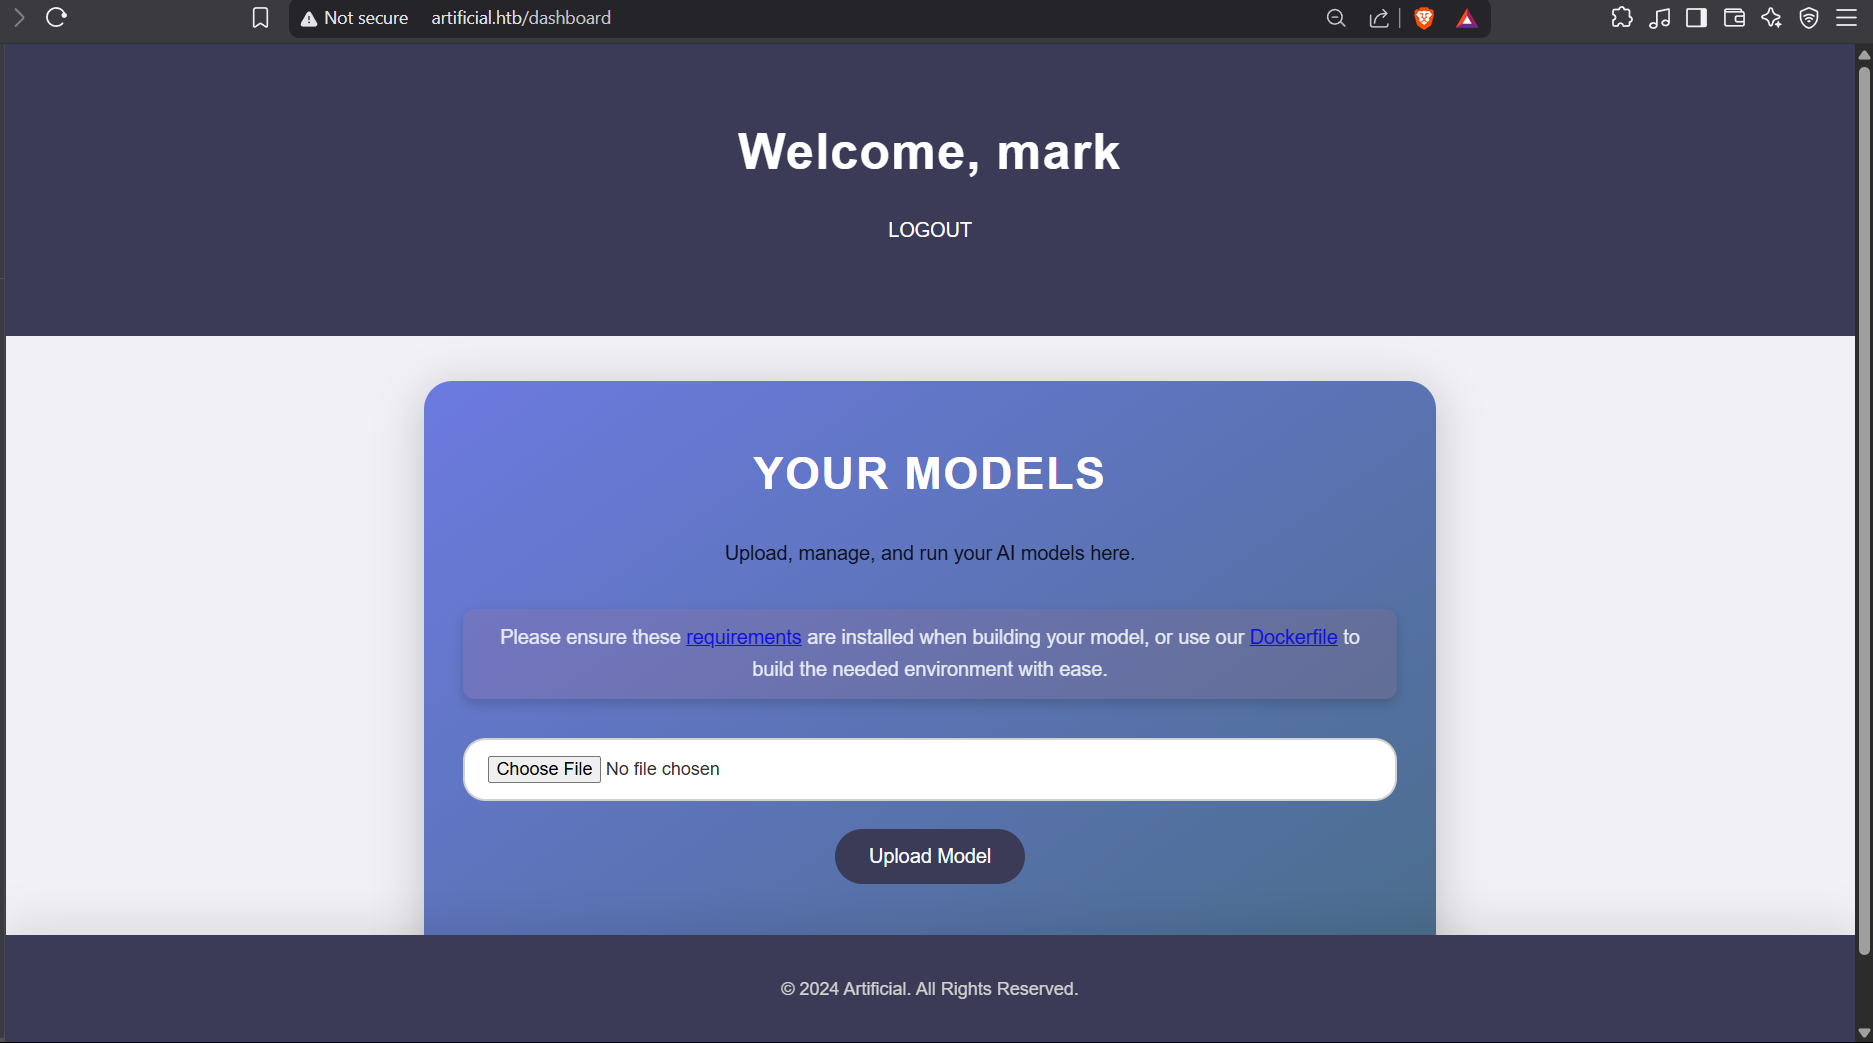 Not secure artificial.htb/dashboard
Welcome, mark
LOGOUT
YOUR MODELS
Upload, manage, and run your AI models here.
Please ensure these requirements are installed when building your model, or use our Dockerfile to
build the needed environment with ease.
Choose File No file chosen
Upload Model
© 2024 Artificial. All Rights Reserved.